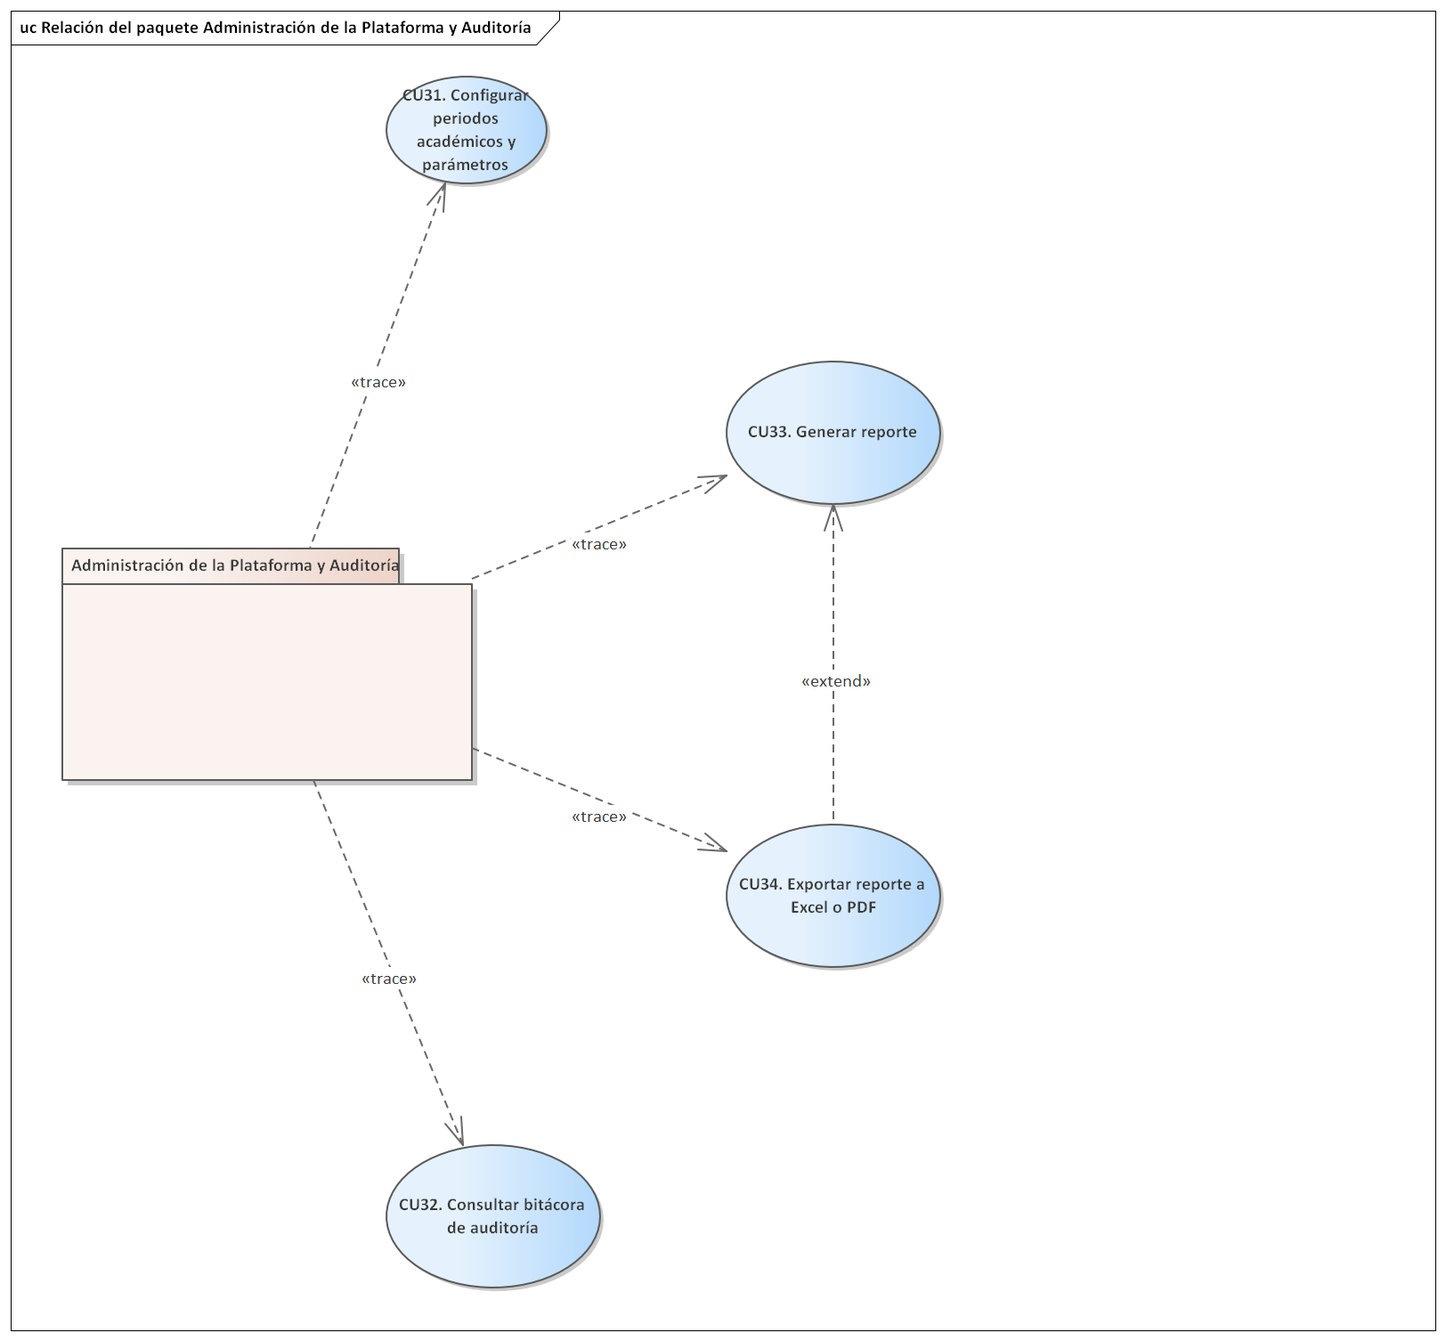 uc Relación del paquete Administración de la Plataforma y Auditoría
CU31. Configurar
periodos
académicos y
parámetros
«trace»
CU33. Generar reporte
«trace»
Administración de la Plataforma y Auditoría
«extend»
«trace»
CU34. Exportar reporte a
Excel o PDF
«trace»
CU32. Consultar bitácora
de auditoría